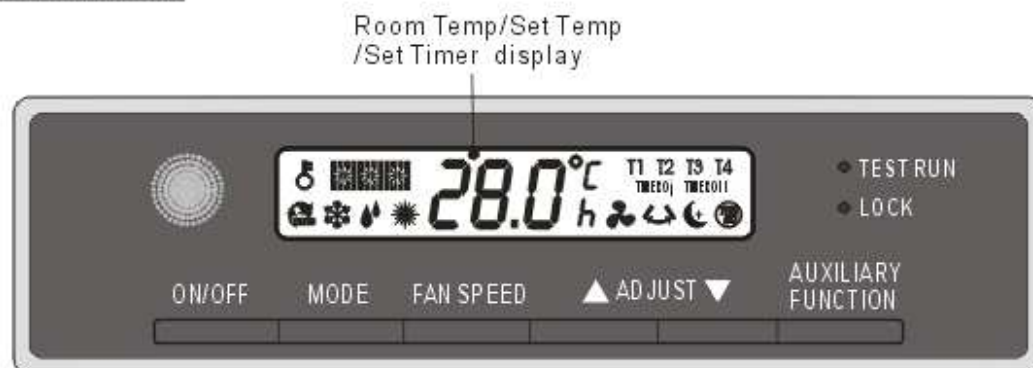 Room Temp/Set Temp
/Set Timer display
28.0°C
h
T1 T2 T3 T4
TEST RUN
LOCK
ON/OFF
MODE
FAN SPEED
▲ ADJUST ▼
AUXILIARY
FUNCTION